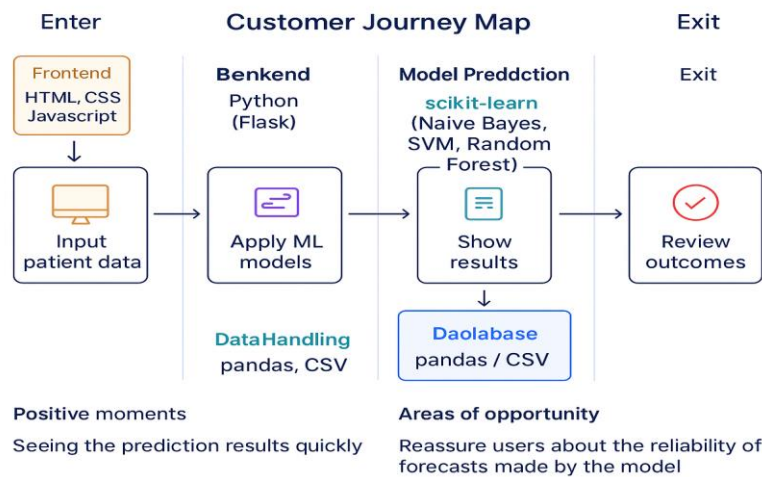 Enter
Customer Journey Map
Exit
Frontend
HTML, CSS
Javascript
Benkend
Python
(Flask)
Model Preddction
scikit-learn
(Naive Bayes,
SVM, Random
Forest)
Exit
Input
patient data
Apply ML
models
Show
results
Review
outcomes
DataHandling
pandas, CSV
Daolabase
pandas / CSV
Positive moments
Seeing the prediction results quickly
Areas of opportunity
Reassure users about the reliability of
forecasts made by the model